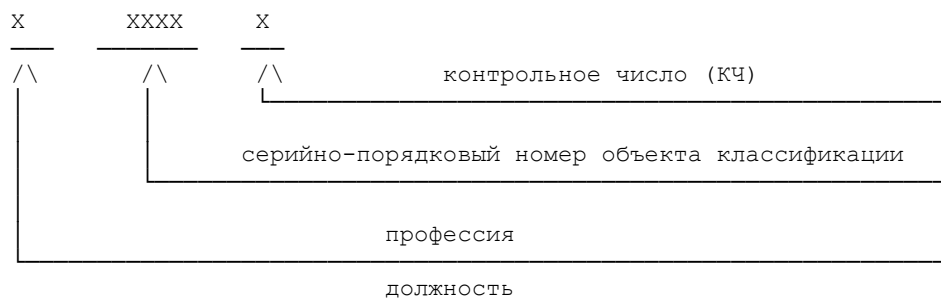 X XXXX X
/\ /\ /\ контрольное число (КЧ)
серийно-порядковый номер объекта классификации
профессия
должность